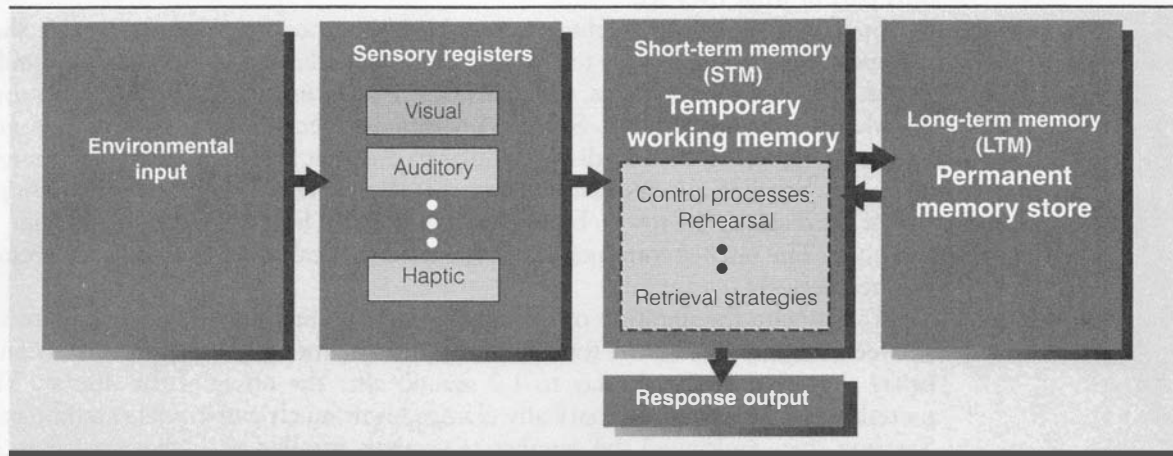 Environmental
input
Sensory registers
Visual
Auditory
Haptic
Short-term memory
(STM)
Temporary
working memory
Control processes:
Rehearsal
Retrieval strategies
Response output
Long-term memory
(LTM)
Permanent
memory store